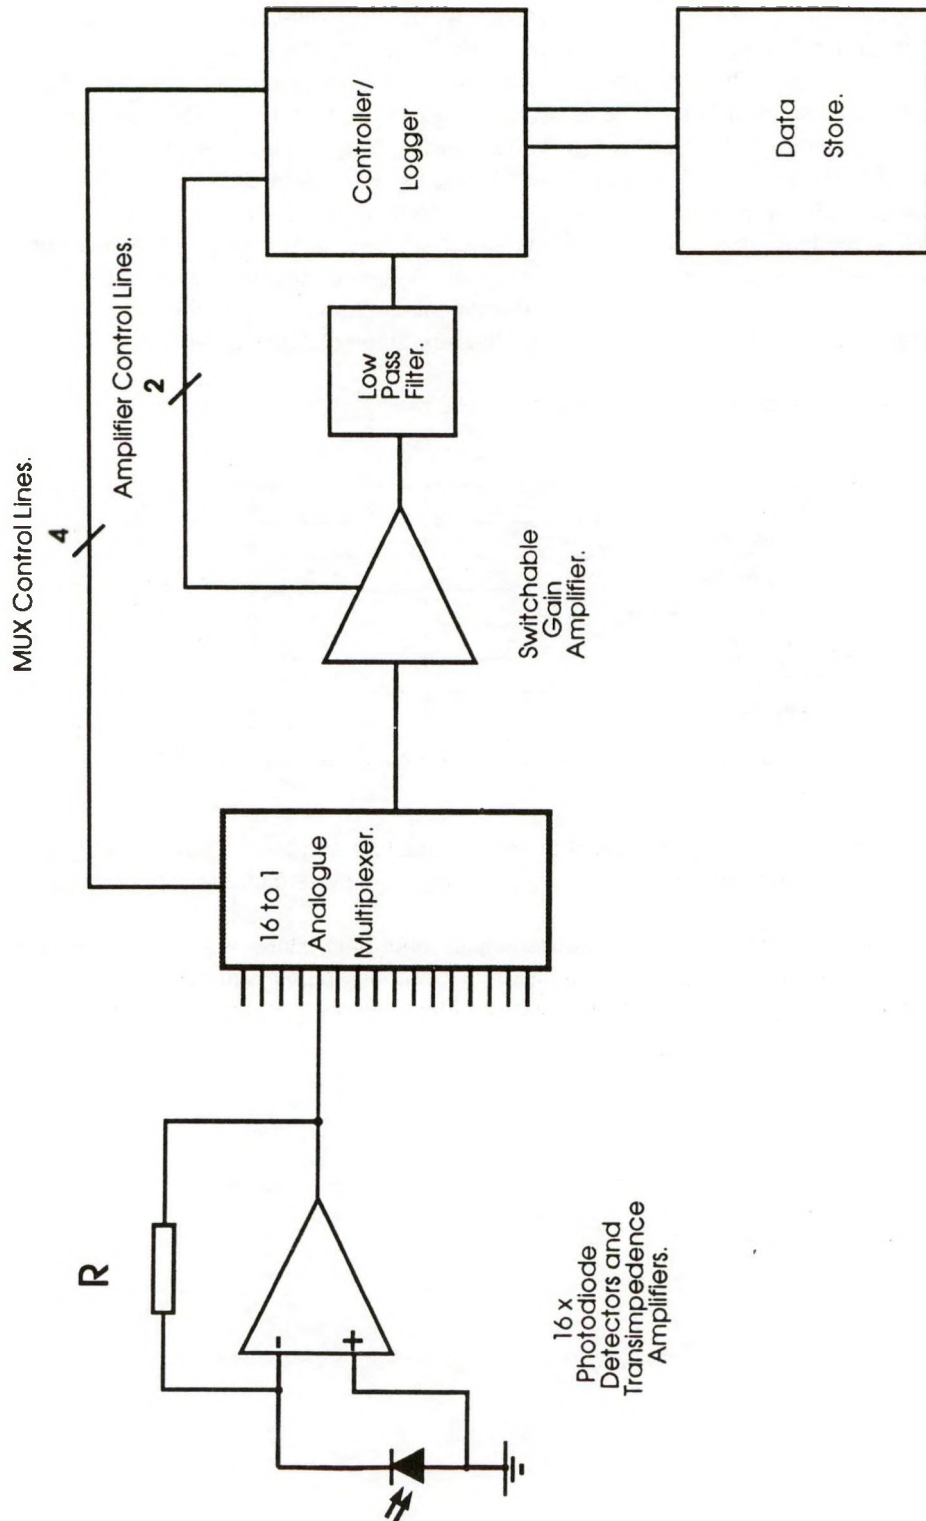 MUX Control Lines.
4
Amplifier Control Lines.
2
R
-
+
16 x
Photodiode
Detectors and
Transimpedence
Amplifiers.
16 to 1
Analogue
Multiplexer.
Switchable
Gain
Amplifier.
Low
Pass
Filter.
Controller/
Logger
Data
Store.